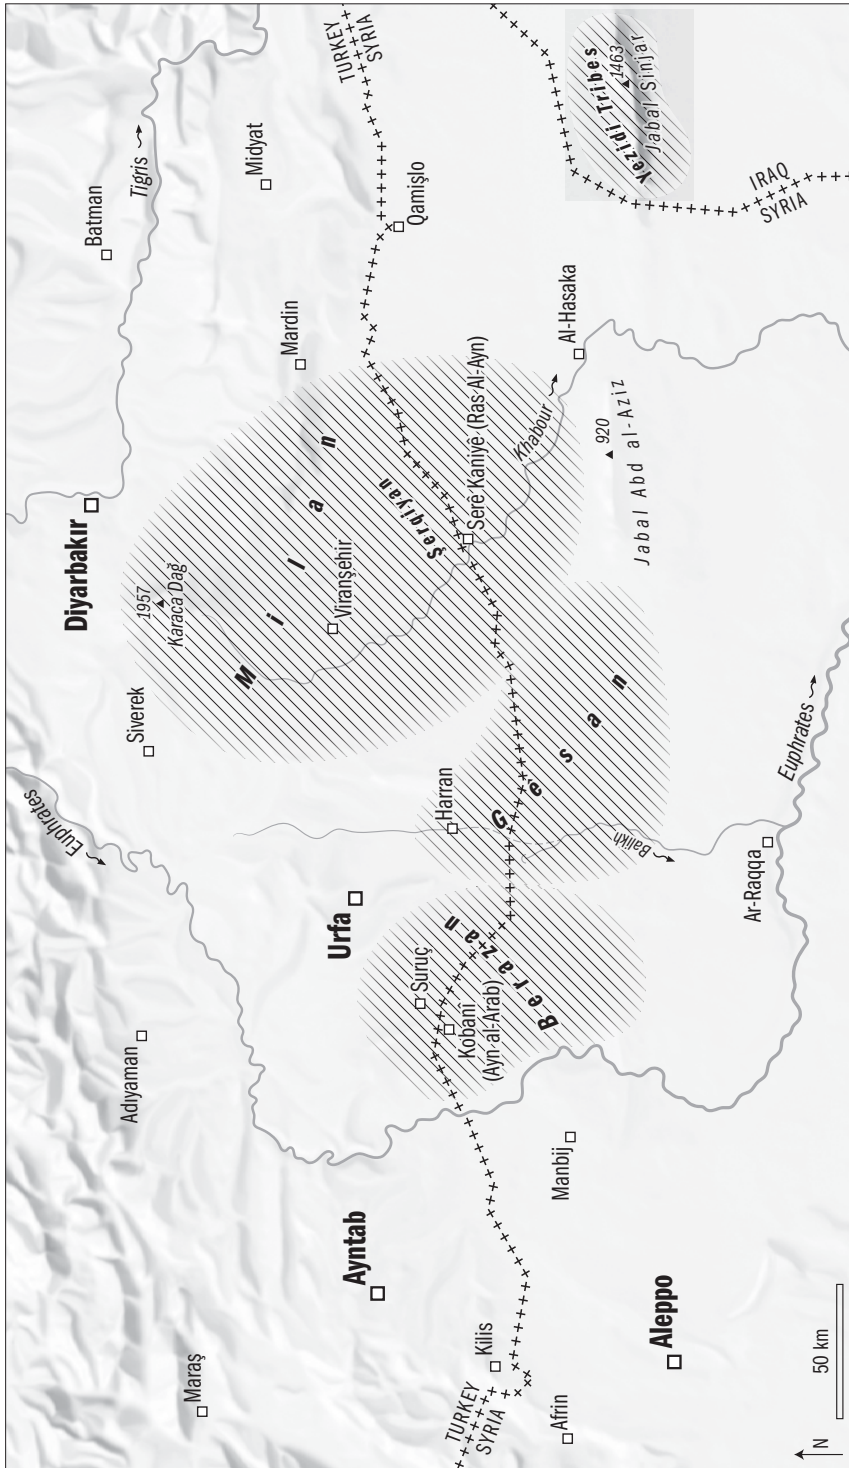 Euphrates
Diyarbakır
Batman
Adıyaman
Siverek
1957
Karaca Dağ
Tigris
Maraş
Midyat
Milan
Mardin
Viranşehir
Urfa
Ayntab
TURKEY
SYRIA
Suruç
Harran
Şerqiyan
Qamişlo
Berazan
Kobanî
(Ayn al-Arab)
Serê Kaniyê (Ras Al-Ayn)
TURKEY
SYRIA
Kilis
Gêsan
Khabour
Afrin
Manbij
Al-Hasaka
Yezidi Tribes
1463
Jabal Sinjar
920
Jabal Abd al-Aziz
Balikh
Aleppo
Ar-Raqqa
IRAQ
SYRIA
Euphrates
N
50 km